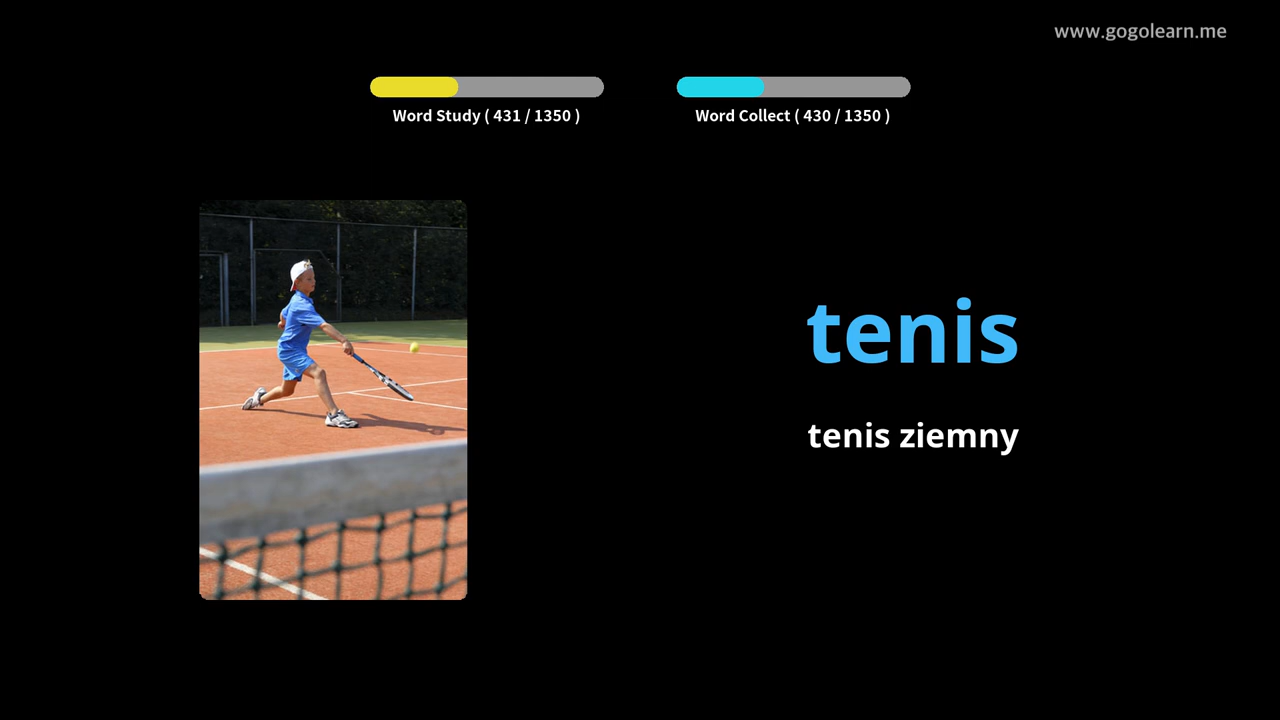 www.gogolearn.me
Word Study ( 431 / 1350 )
Word Collect ( 430 / 1350 )
tenis
tenis ziemny